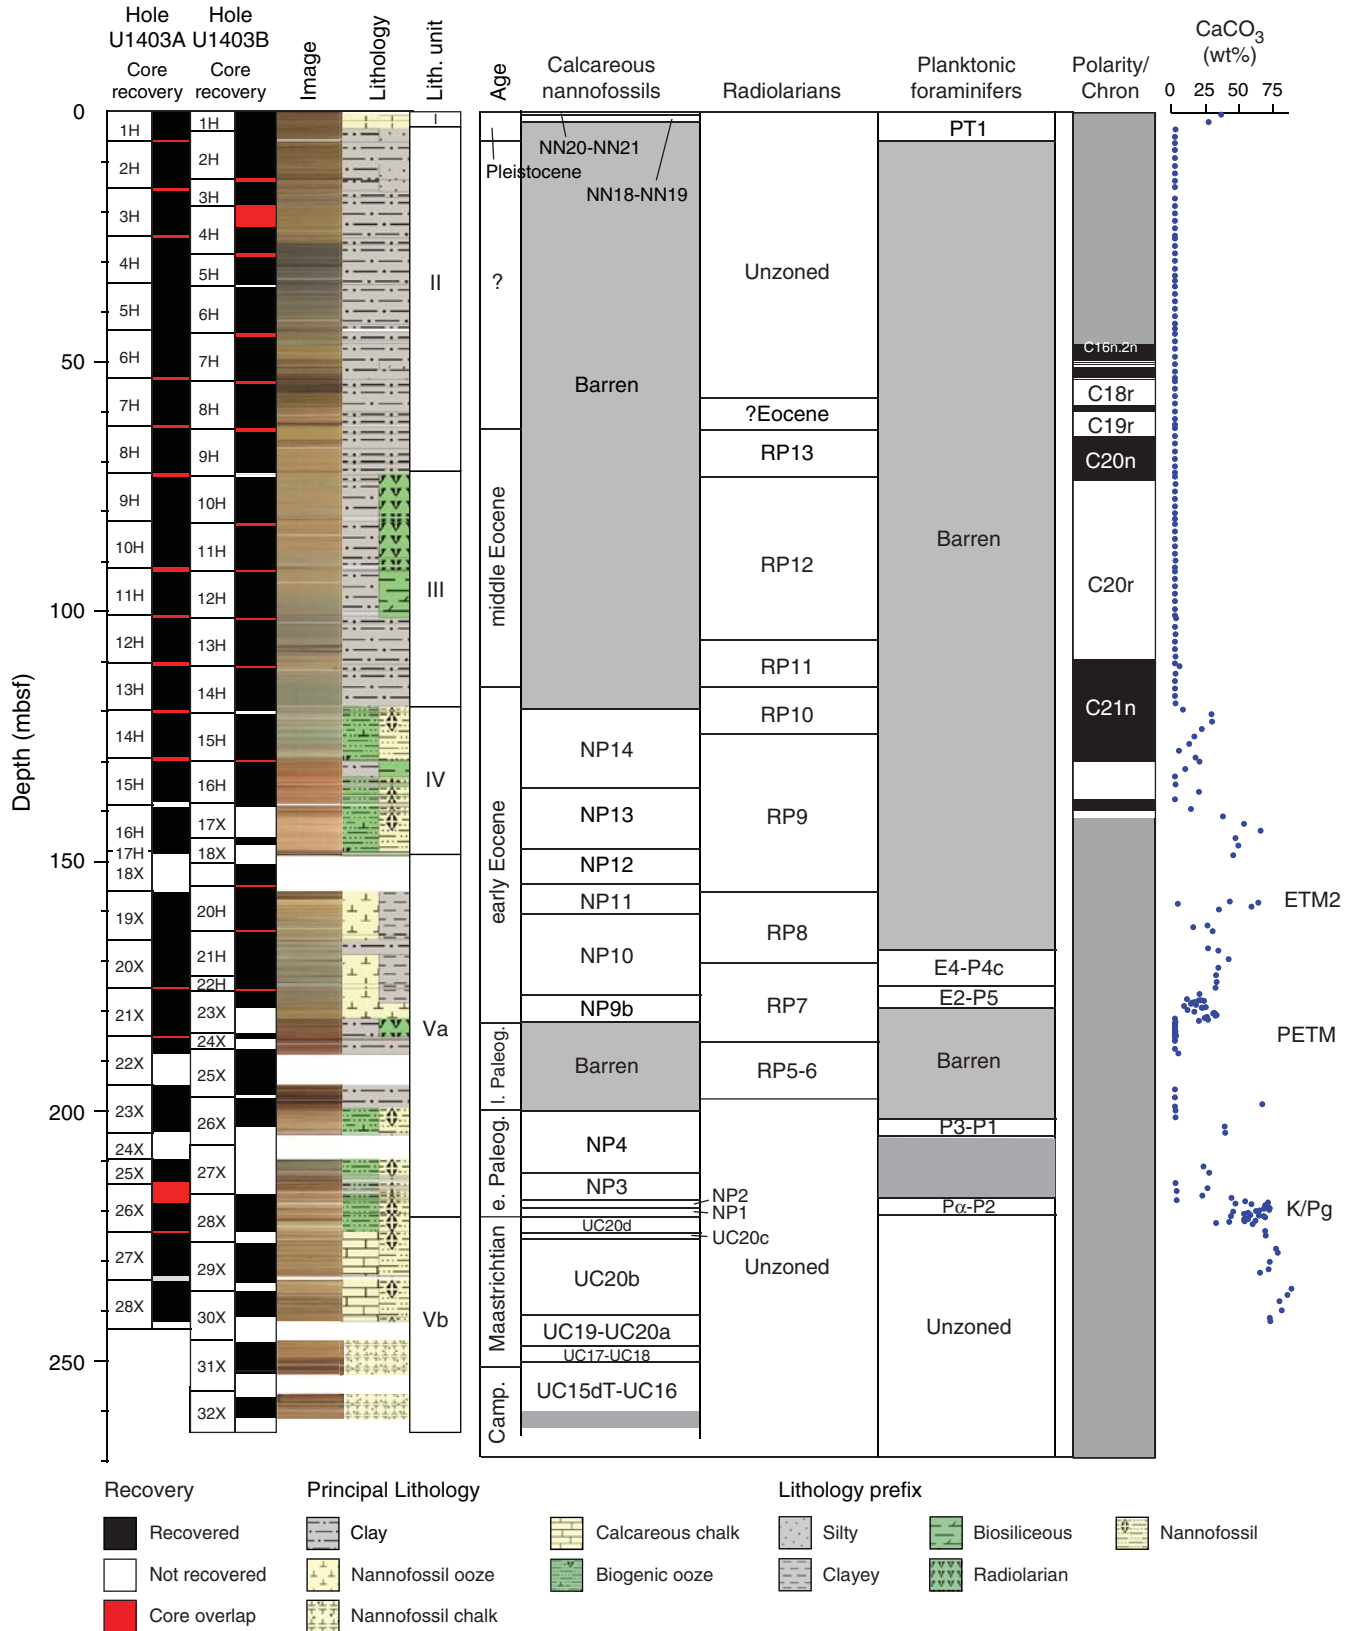 Hole
U1403A
Hole
U1403B
Core
recovery
Core
recovery
Image
Lithology
Lith. unit
Age
Calcareous
nannofossils
Radiolarians
Planktonic
foraminifers
Polarity/
Chron
CaCO3
(wt%)
0 25 50 75
Depth (mbsf)
0
50
100
150
200
250
1H
2H
3H
4H
5H
6H
7H
8H
9H
10H
11H
12H
13H
14H
15H
16H
17H
18X
19X
20X
21X
22X
23X
24X
25X
26X
27X
28X
1H
2H
3H
4H
5H
6H
7H
8H
9H
10H
11H
12H
13H
14H
15H
16H
17X
18X
20H
21H
22H
23X
24X
25X
26X
27X
28X
29X
30X
31X
32X
I
II
III
IV
Va
Vb
Pleistocene
?
middle Eocene
early Eocene
l. Paleog.
e. Paleog.
Maastrichtian
Camp.
NN20-NN21
NN18-NN19
Barren
NP14
NP13
NP12
NP11
NP10
NP9b
Barren
NP4
NP3
NP2
NP1
UC20d
UC20c
UC20b
UC19-UC20a
UC17-UC18
UC15dT-UC16
Unzoned
?Eocene
RP13
RP12
RP11
RP10
RP9
RP8
RP7
RP5-6
Unzoned
PT1
Barren
E4-P4c
E2-P5
Barren
P3-P1
Pα-P2
Unzoned
C16n.2n
C18r
C19r
C20n
C20r
C21n
ETM2
PETM
K/Pg
Recovery
Recovered
Not recovered
Core overlap
Principal Lithology
Clay
Nannofossil ooze
Nannofossil chalk
Calcareous chalk
Biogenic ooze
Lithology prefix
Silty
Clayey
Biosiliceous
Radiolarian
Nannofossil